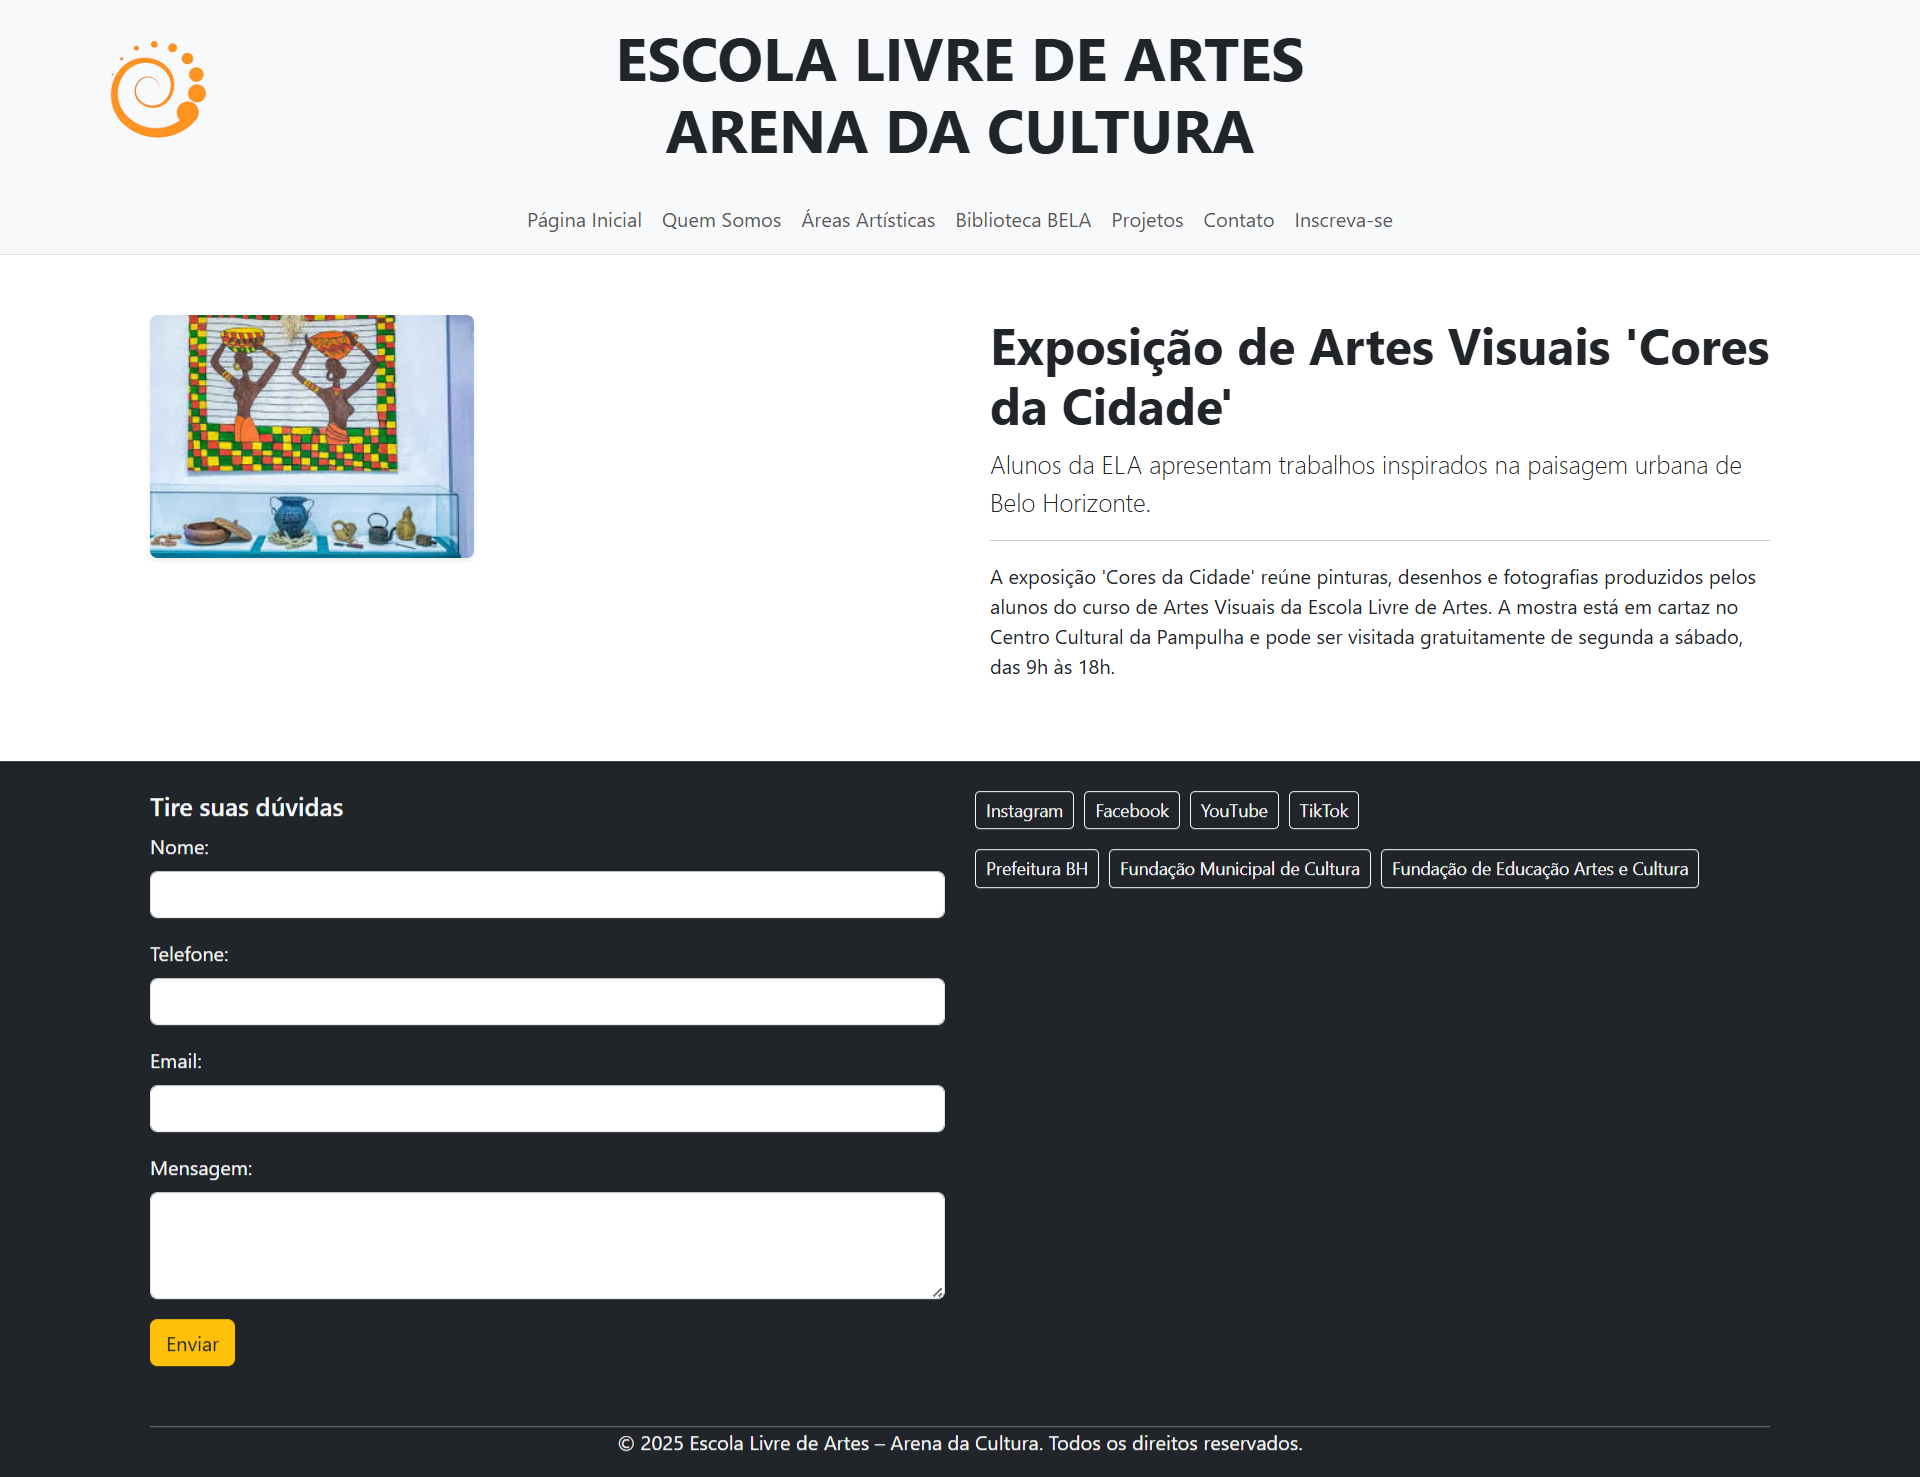 ESCOLA LIVRE DE ARTES
ARENA DA CULTURA
Página Inicial Quem Somos Áreas Artísticas Biblioteca BELA Projetos Contato Inscreva-se
Exposição de Artes Visuais 'Cores
da Cidade'
Alunos da ELA apresentam trabalhos inspirados na paisagem urbana de
Belo Horizonte.
A exposição 'Cores da Cidade' reúne pinturas, desenhos e fotografias produzidos pelos
alunos do curso de Artes Visuais da Escola Livre de Artes. A mostra está em cartaz no
Centro Cultural da Pampulha e pode ser visitada gratuitamente de segunda a sábado,
das 9h às 18h.
Tire suas dúvidas
Nome:
Telefone:
Email:
Mensagem:
Enviar
Instagram Facebook YouTube TikTok
Prefeitura BH Fundação Municipal de Cultura Fundação de Educação Artes e Cultura
© 2025 Escola Livre de Artes – Arena da Cultura. Todos os direitos reservados.